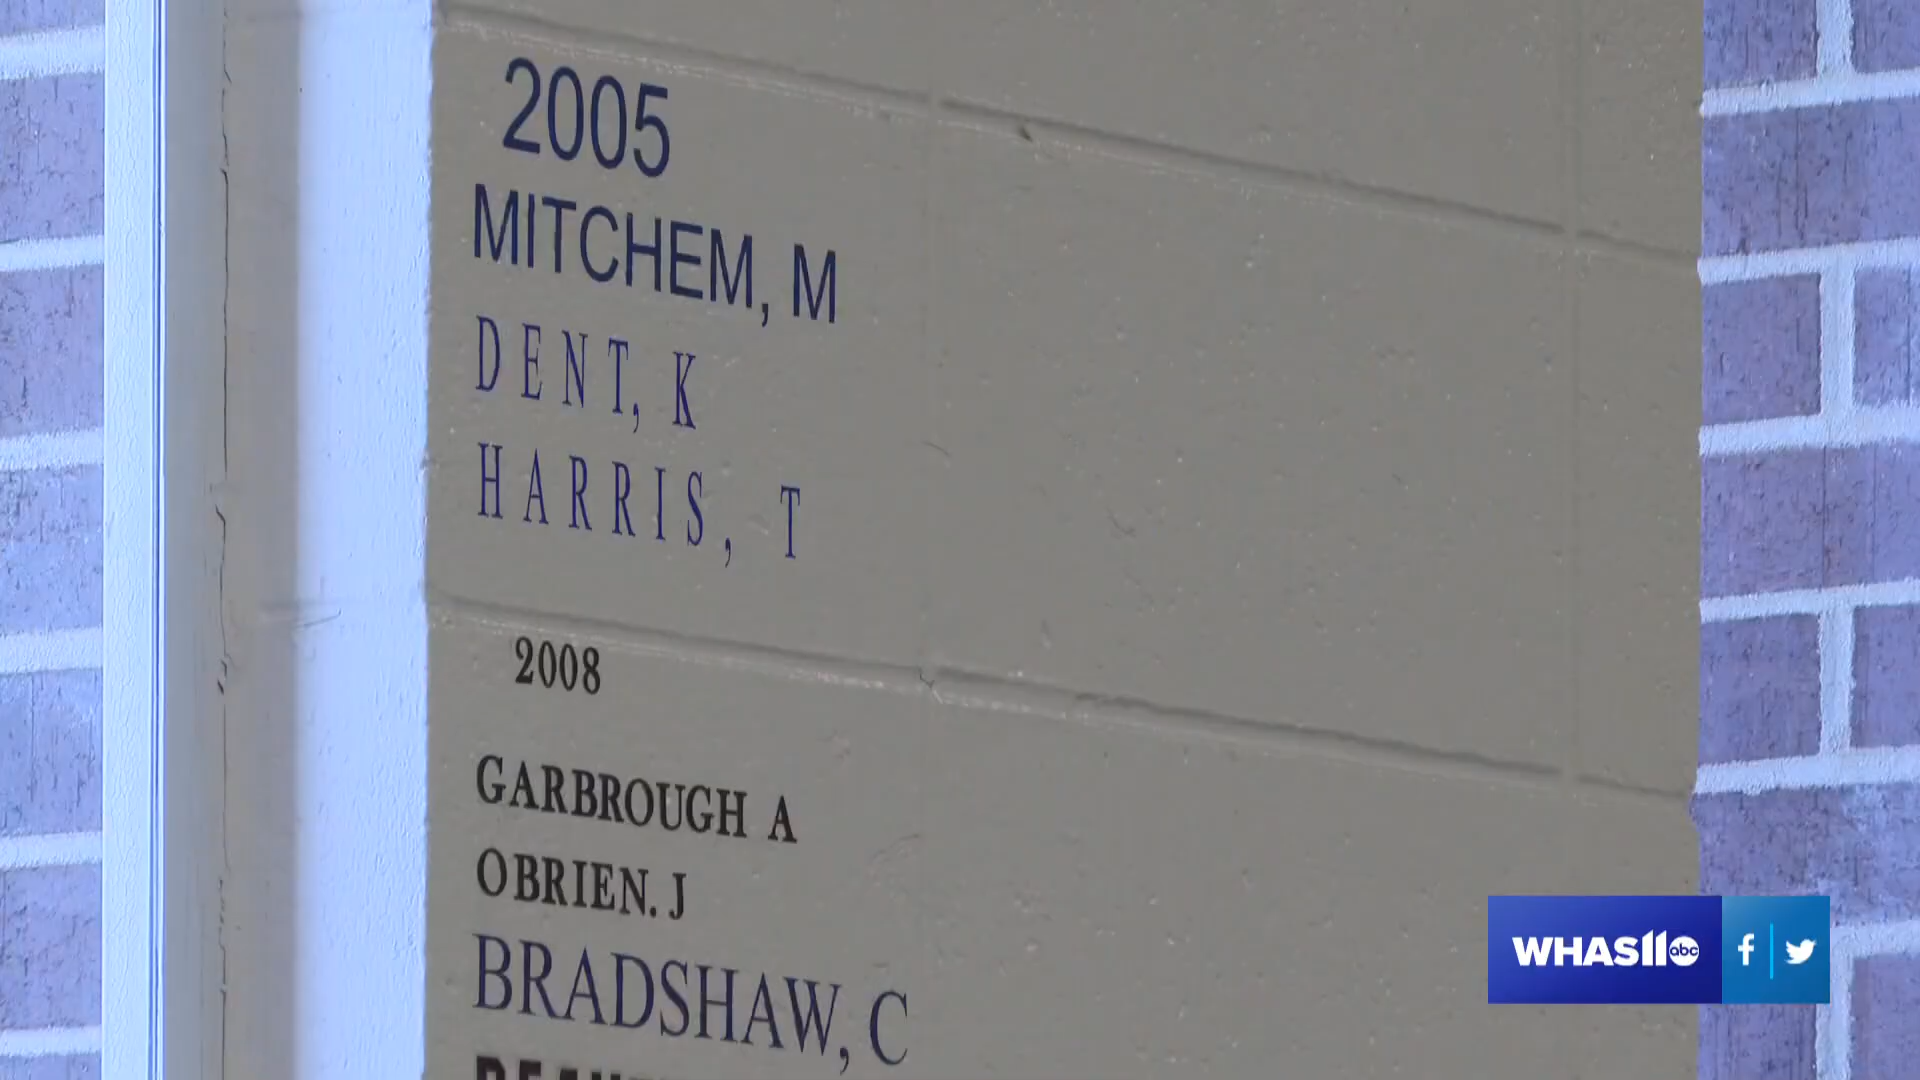 2005
MITCHEM, M
DENT, K
HARRIS, T
2008
GARBROUGH A
OBRIEN. J
BRADSHAW, C
WHAS11 abc f